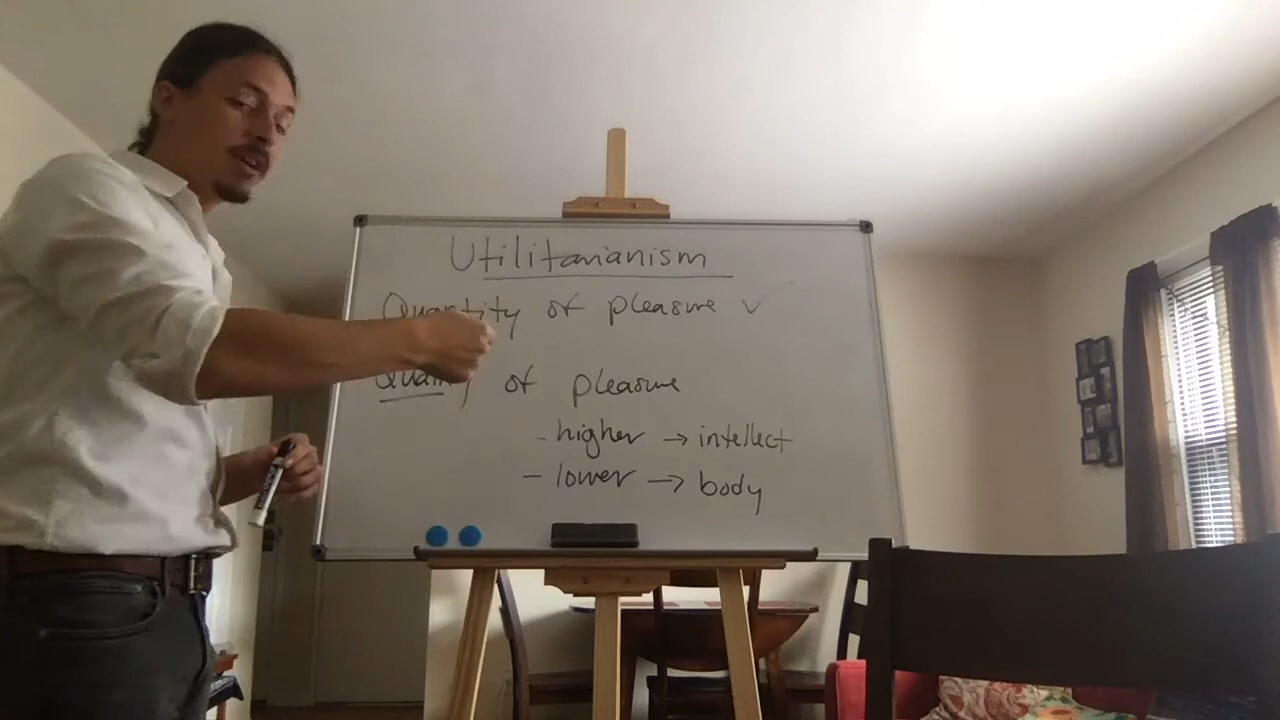 Utilitarianism
Quantity of pleasure ✓
Quality of pleasure
- higher → intellect
- lower → body